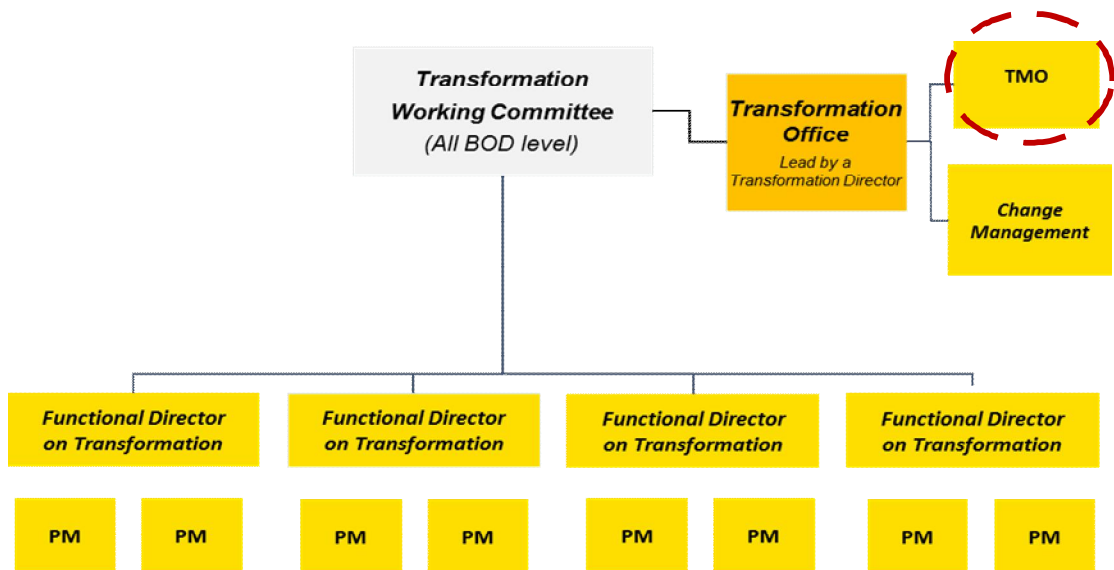 Transformation
Working Committee
(All BOD level)
Transformation
Office
Lead by a
Transformation Director
TMO
Change
Management
Functional Director
on Transformation
Functional Director
on Transformation
Functional Director
on Transformation
Functional Director
on Transformation
PM
PM
PM
PM
PM
PM
PM
PM